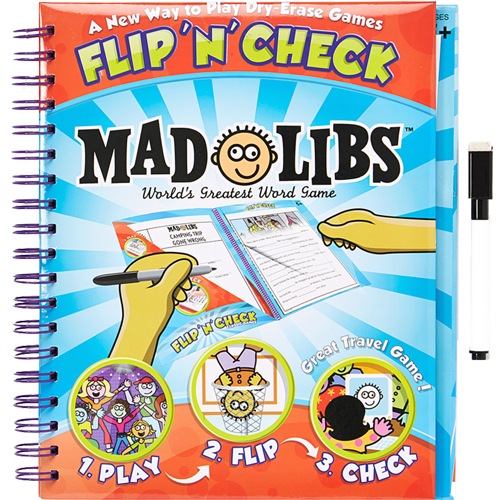 A New Way to Play Dry-Erase Games
FLIP 'N' CHECK
MAD LIBS™
World's Greatest Word Game
MAD LIBS
CAMPING TRIP
GONE WRONG
FLIP 'N' CHECK
Great Travel Game!
1. PLAY
2. FLIP
3. CHECK